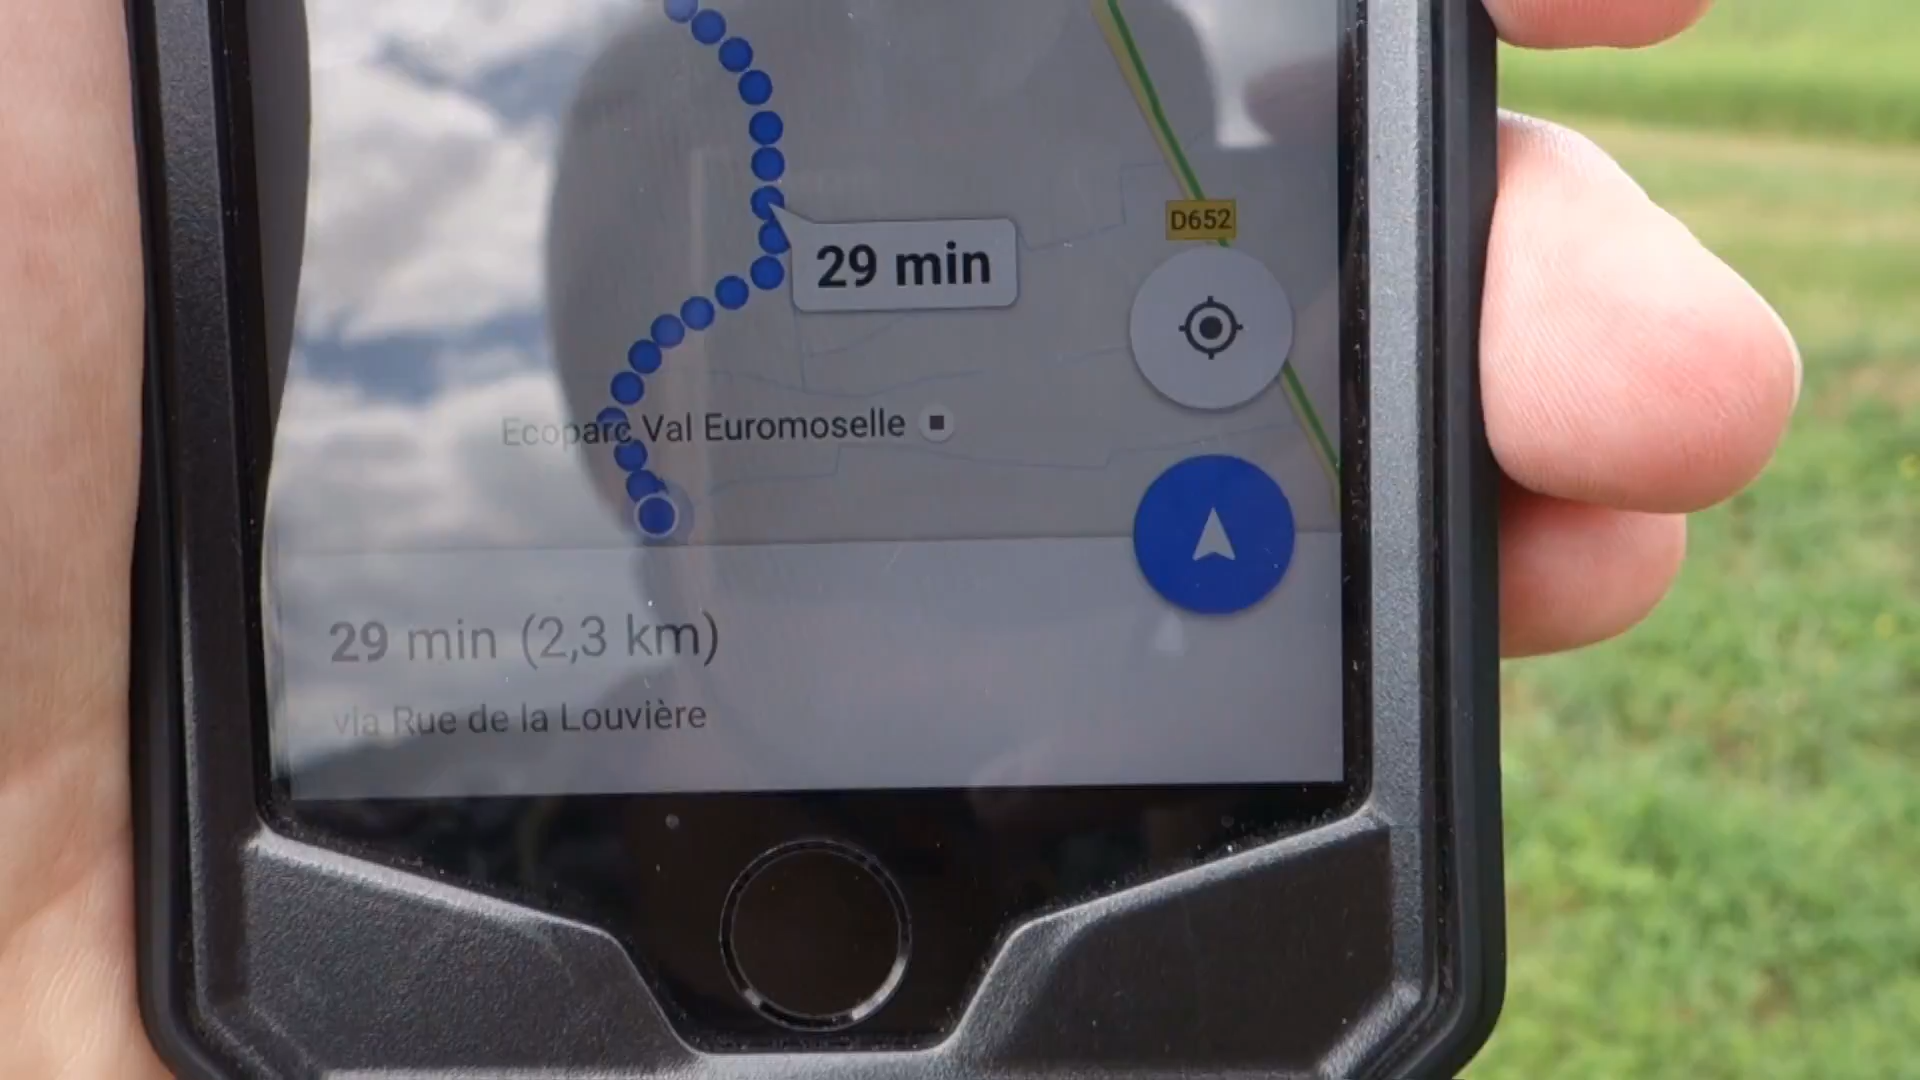 D652
29 min
Ecoparc Val Euromoselle
29 min (2,3 km)
via Rue de la Louvière